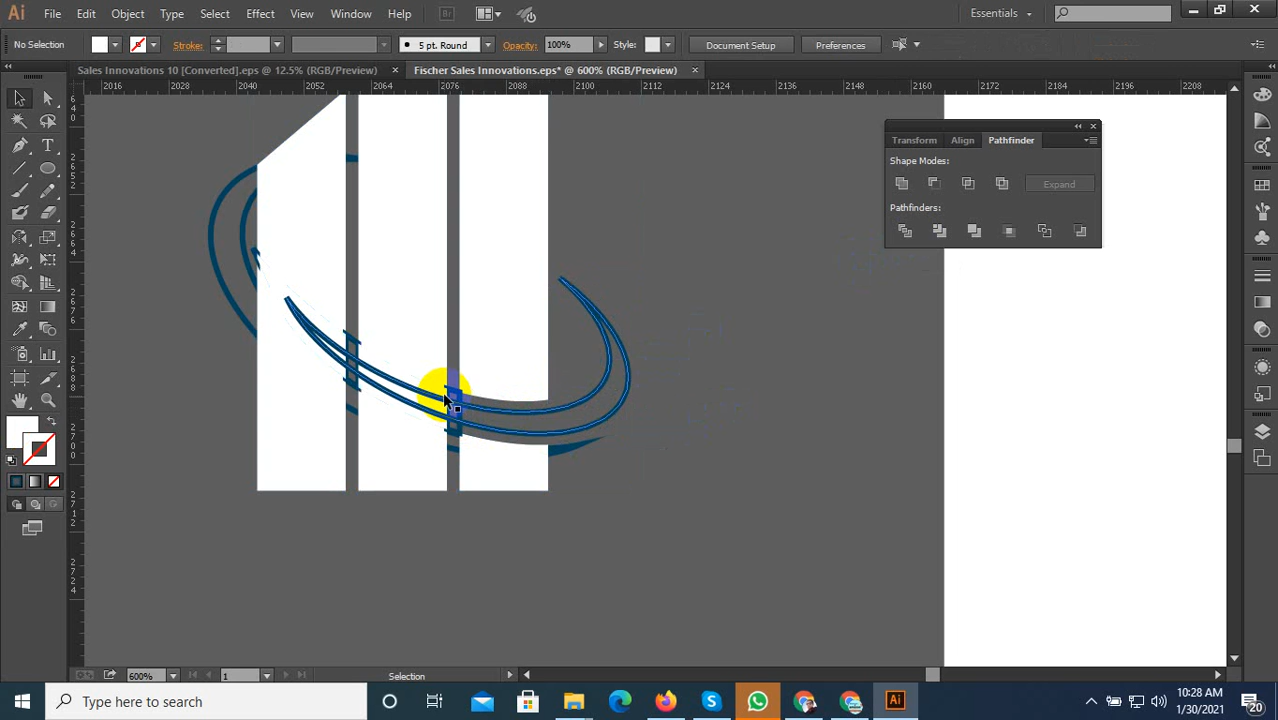 Ai File Edit Object Type Select Effect View Window Help Br Essentials
No Selection Stroke: 5 pt. Round Opacity: 100% Style: Document Setup Preferences
Sales Innovations 10 [Converted].eps @ 12.5% (RGB/Preview) Fischer Sales Innovations.eps* @ 600% (RGB/Preview)
2016 2028 2040 2052 2064 2076 2088 2100 2112 2124 2136 2148 2160 2172 2184 2196 2208
Transform Align Pathfinder
Shape Modes:
Expand
Pathfinders:
600% 1 Selection
Type here to search
10:28 AM
1/30/2021
20